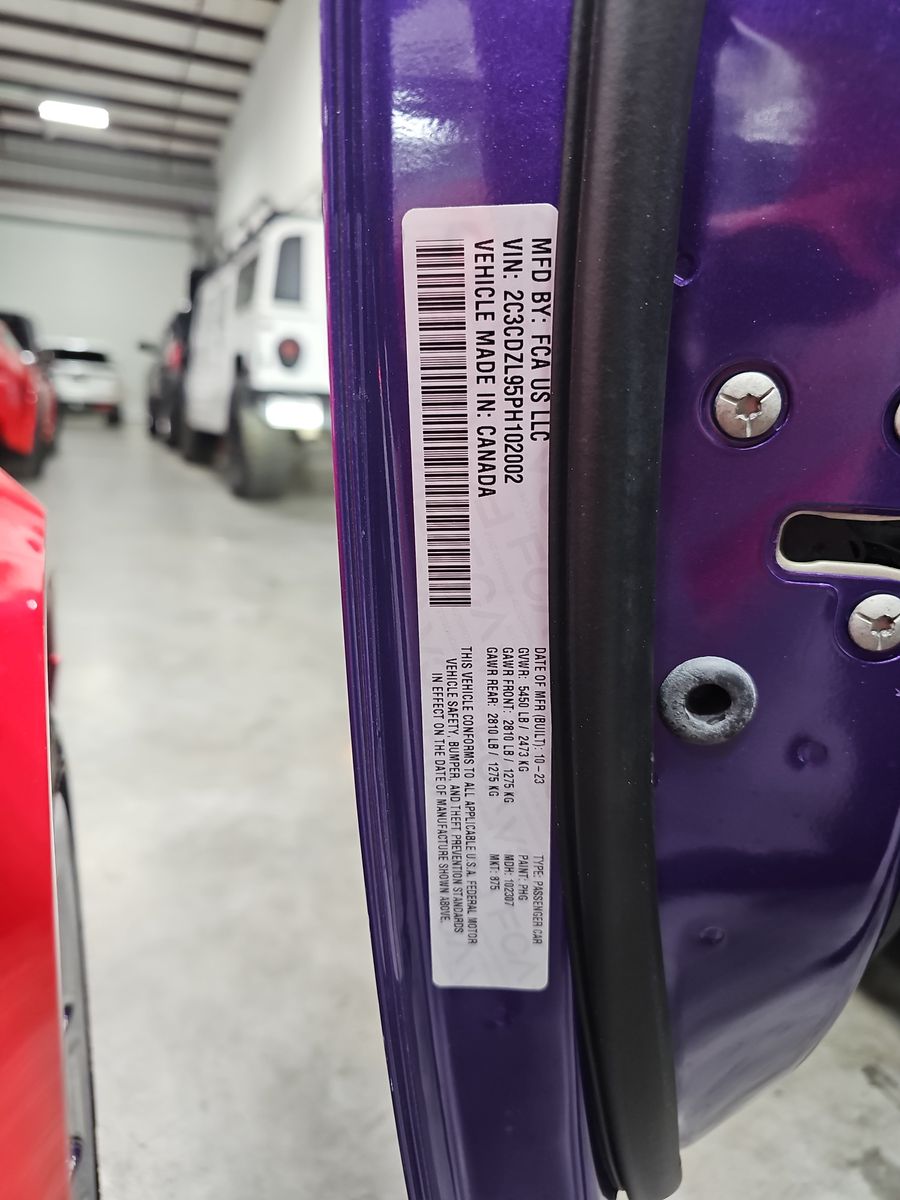 MFD BY: FCA US LLC
VIN: 2C3CDZL95PH102002
VEHICLE MADE IN: CANADA
DATE OF MFR (BUILT): 10-23
GVWR: 5450 LB / 2473 KG
GAWR FRONT: 2810 LB / 1275 KG
GAWR REAR: 2810 LB / 1275 KG
TYPE: PASSENGER CAR
PAINT: PHG
MDH: 102307
MKT: 875
THIS VEHICLE CONFORMS TO ALL APPLICABLE U.S.A. FEDERAL MOTOR
VEHICLE SAFETY, BUMPER, AND THEFT PREVENTION STANDARDS
IN EFFECT ON THE DATE OF MANUFACTURE SHOWN ABOVE.